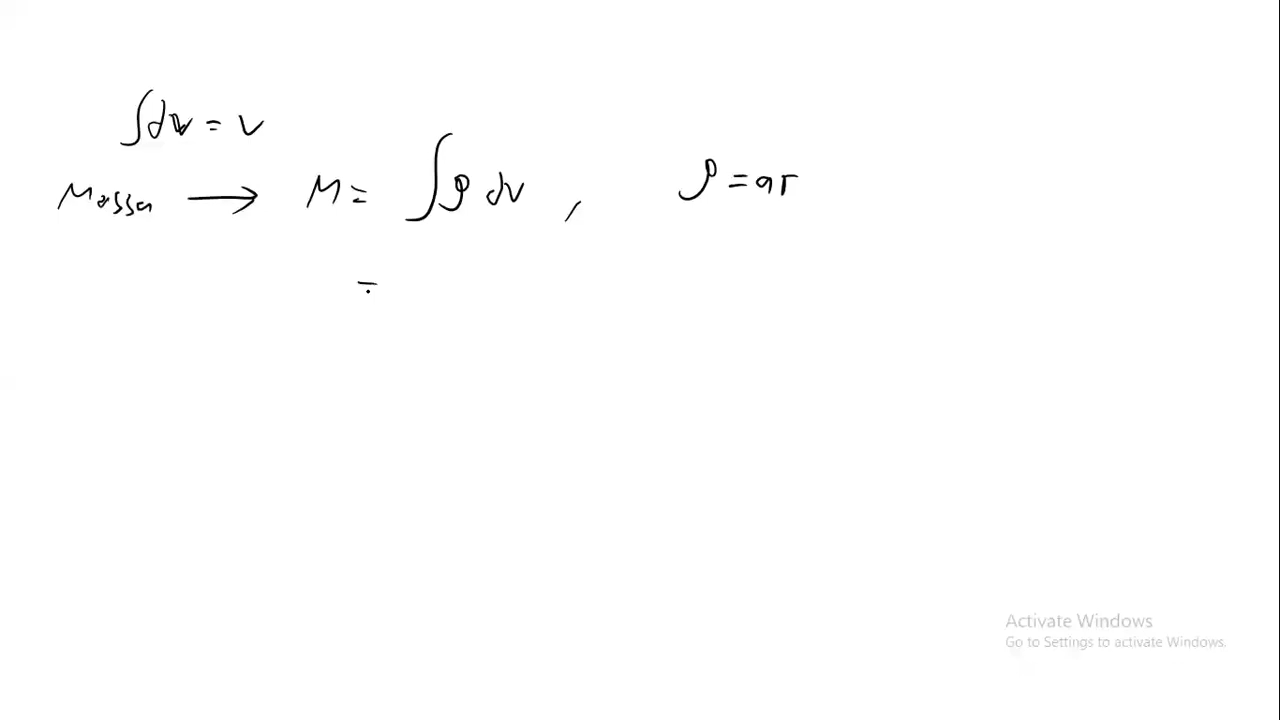 ∫dv = v
Massa → M = ∫ρ dv , ρ = ar
=
Activate Windows
Go to Settings to activate Windows.